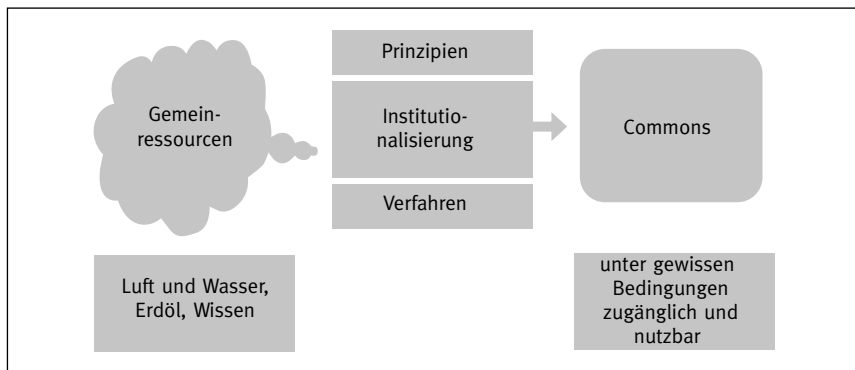 Gemein-
ressourcen
Prinzipien
Institutio-
nalisierung
Verfahren
Commons
Luft und Wasser,
Erdöl, Wissen
unter gewissen
Bedingungen
zugänglich und
nutzbar